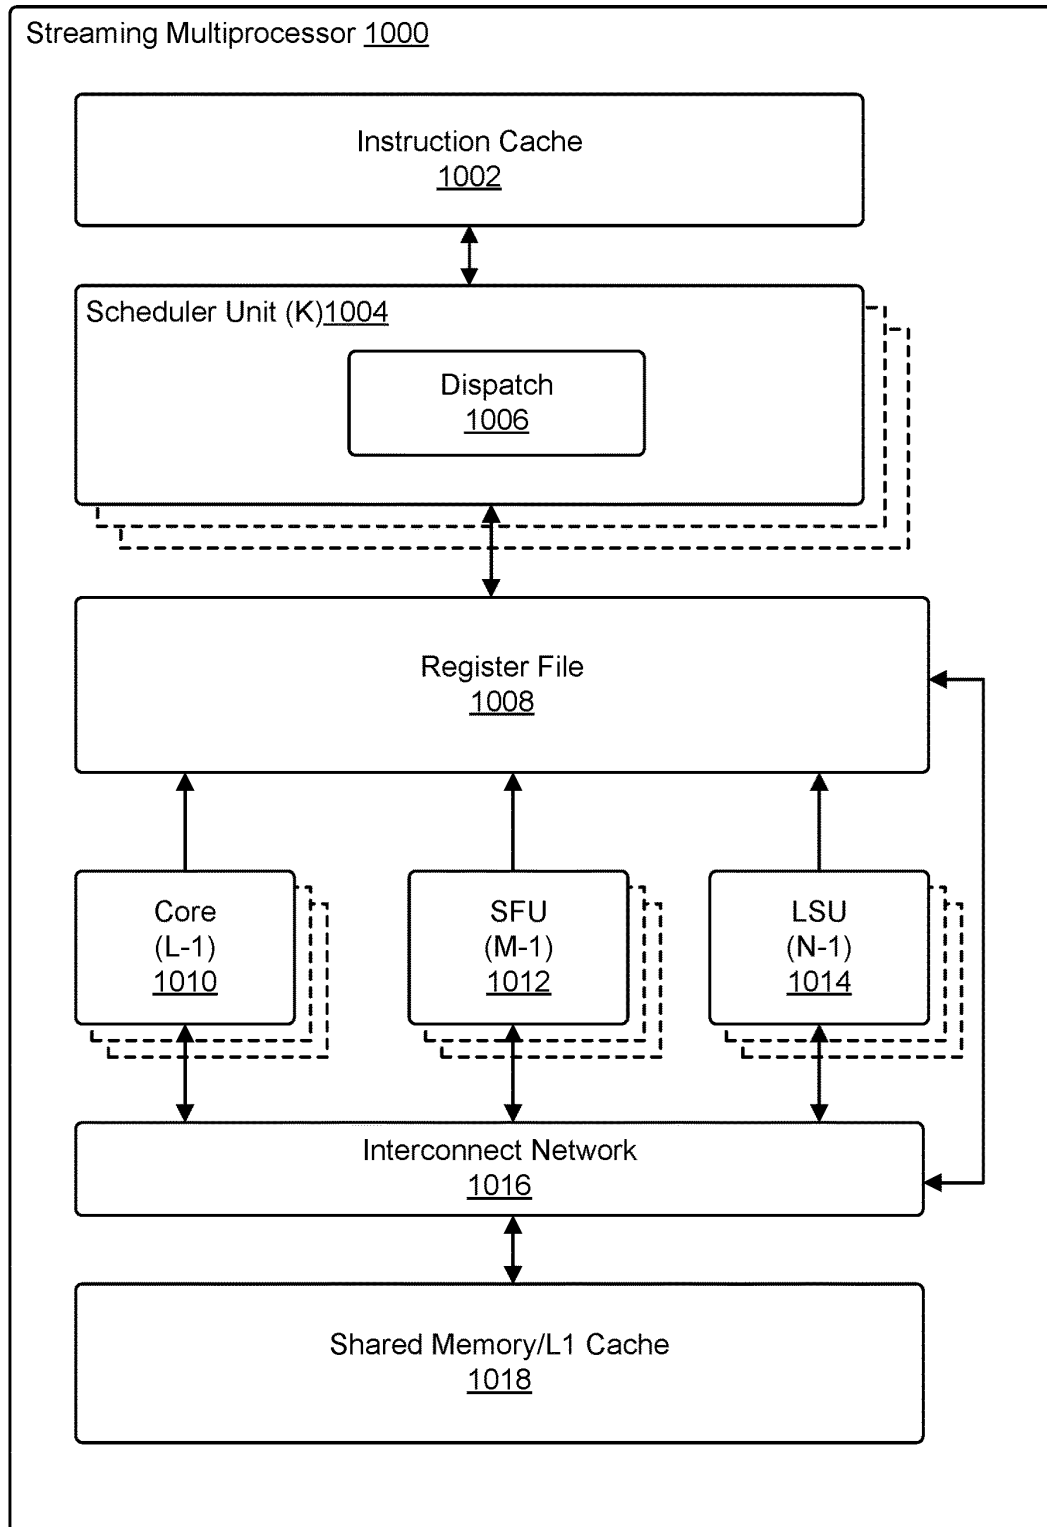 Streaming Multiprocessor 1000
Instruction Cache
1002
Scheduler Unit (K)1004
Dispatch
1006
Register File
1008
Core
(L-1)
1010
SFU
(M-1)
1012
LSU
(N-1)
1014
Interconnect Network
1016
Shared Memory/L1 Cache
1018